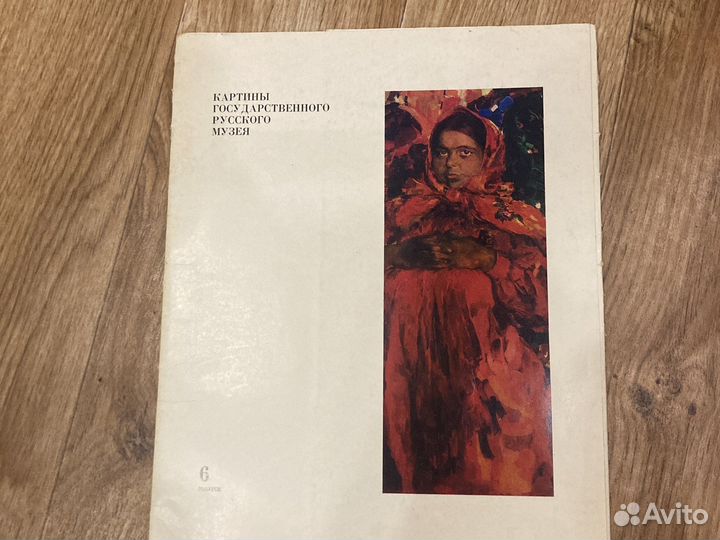 КАРТИНЫ
ГОСУДАРСТВЕННОГО
РУССКОГО
МУЗЕЯ
6
Avito